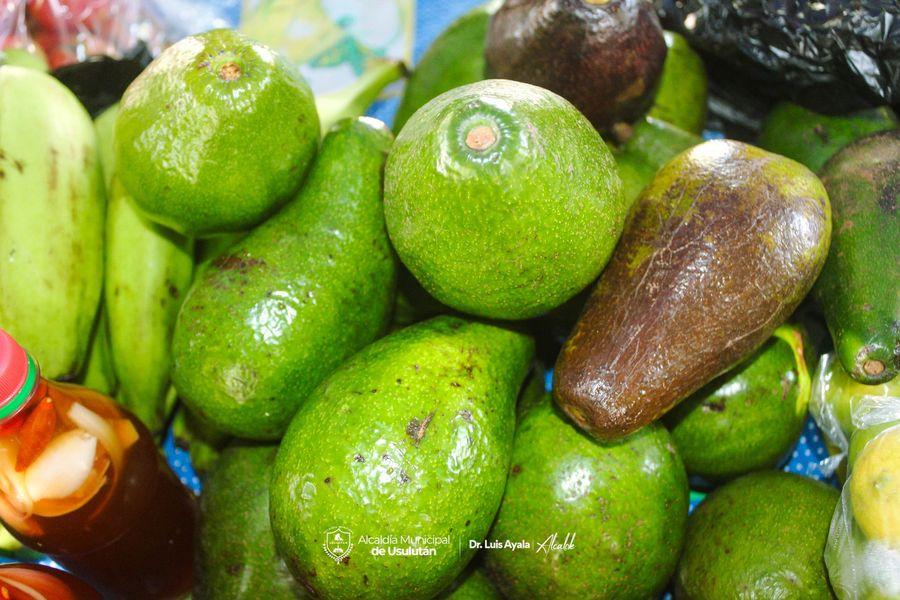 Alcaldía Municipal
de Usulután
Dr. Luis Ayala
Alcalde